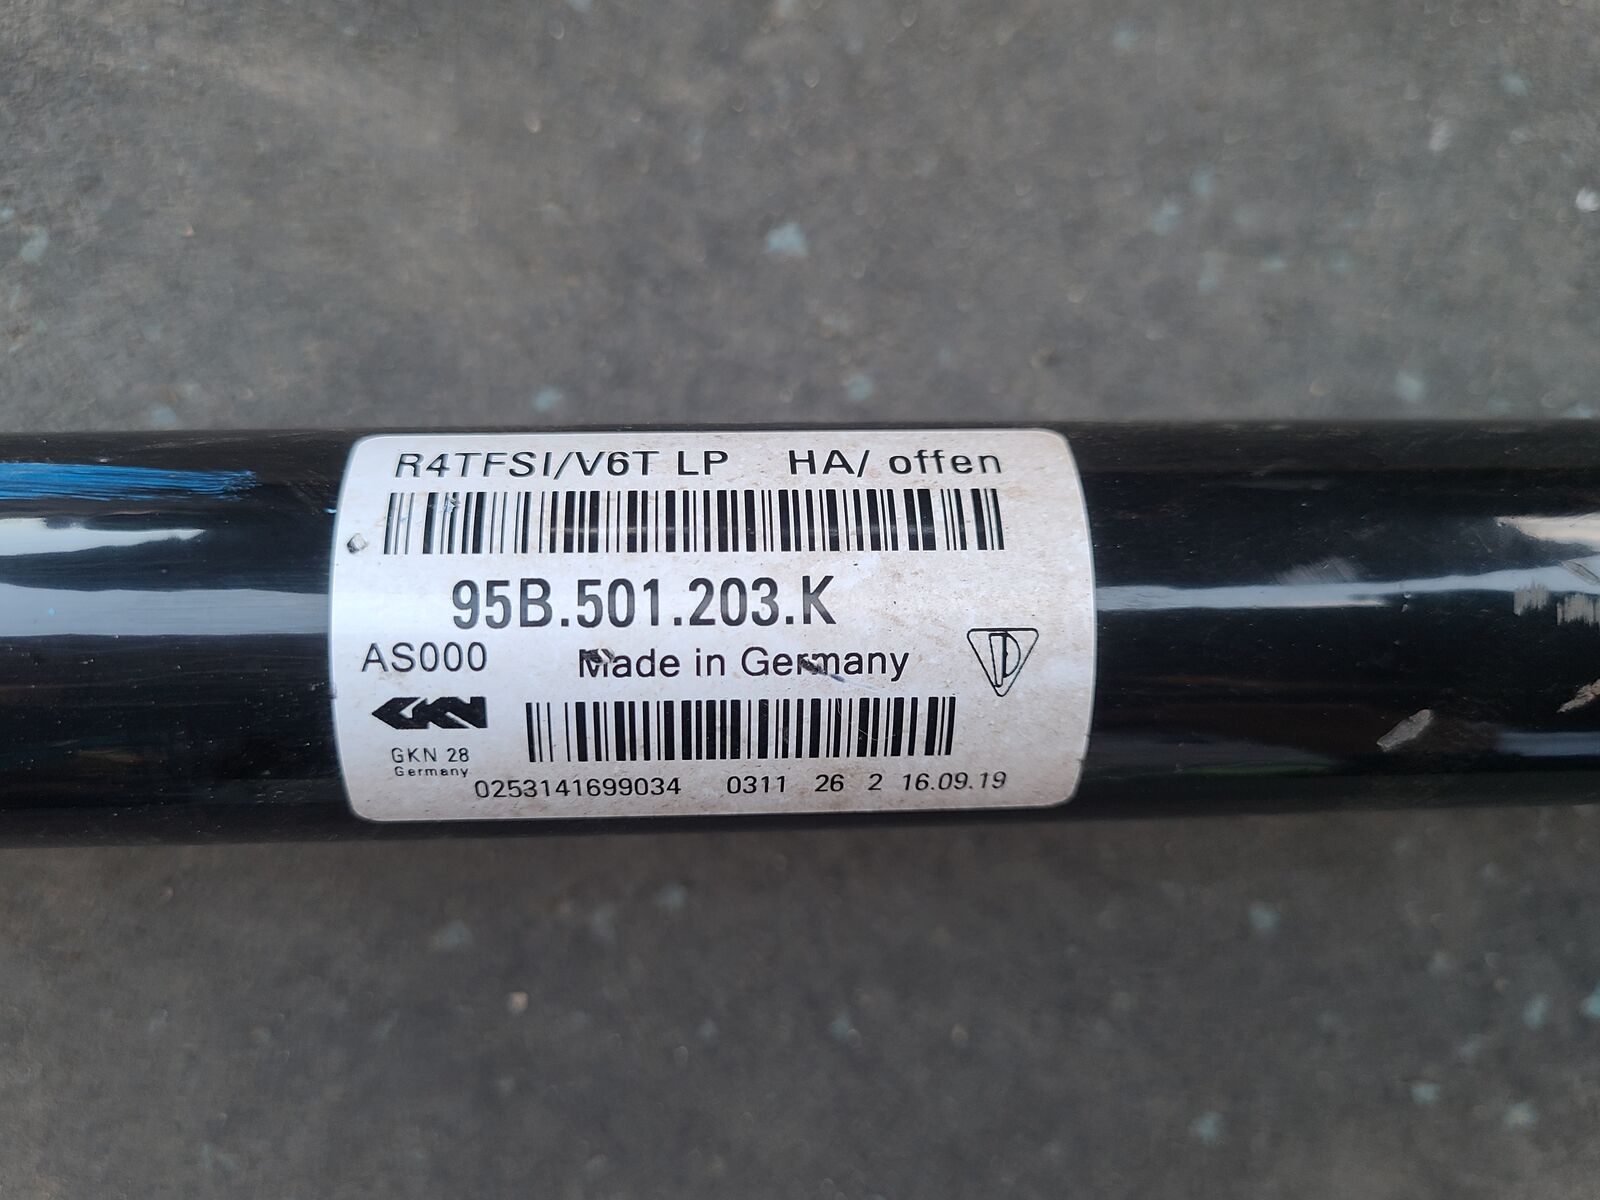 R4TFSI/V6T LP HA/ offen
95B.501.203.K
AS000 Made in Germany
GKN
GKN 28
Germany
0253141699034 0311 26 2 16.09.19